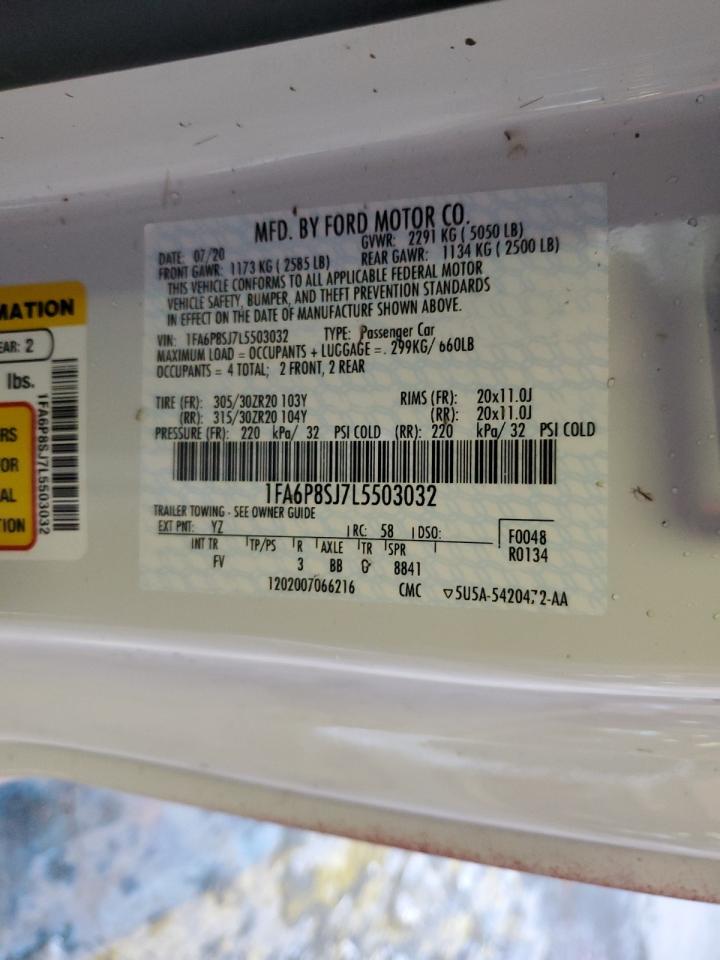 MFD. BY FORD MOTOR CO.
DATE: 07/20 GVWR: 2291 KG ( 5050 LB)
FRONT GAWR: 1173 KG ( 2585 LB) REAR GAWR: 1134 KG ( 2500 LB)
THIS VEHICLE CONFORMS TO ALL APPLICABLE FEDERAL MOTOR
VEHICLE SAFETY, BUMPER, AND THEFT PREVENTION STANDARDS
IN EFFECT ON THE DATE OF MANUFACTURE SHOWN ABOVE.
VIN: 1FA6P8SJ7L5503032 TYPE: Passenger Car
MAXIMUM LOAD = OCCUPANTS + LUGGAGE = . 299KG/ 660LB
OCCUPANTS = 4 TOTAL; 2 FRONT, 2 REAR
TIRE (FR): 305/30ZR20 103Y RIMS (FR): 20x11.0J
(RR): 315/30ZR20 104Y (RR): 20x11.0J
PRESSURE (FR): 220 kPa/ 32 PSI COLD (RR): 220 kPa/ 32 PSI COLD
1FA6P8SJ7L5503032
TRAILER TOWING - SEE OWNER GUIDE
EXT PNT: YZ RC: 58 DSO: F0048
INT TR TP/PS R AXLE TR SPR R0134
FV 3 BB G 8841
1202007066216 CMC ▽5U5A-5420472-AA
MATION
EAR: 2
lbs.
RS
OR
AL
ION
1FA6P8SJ7L5503032